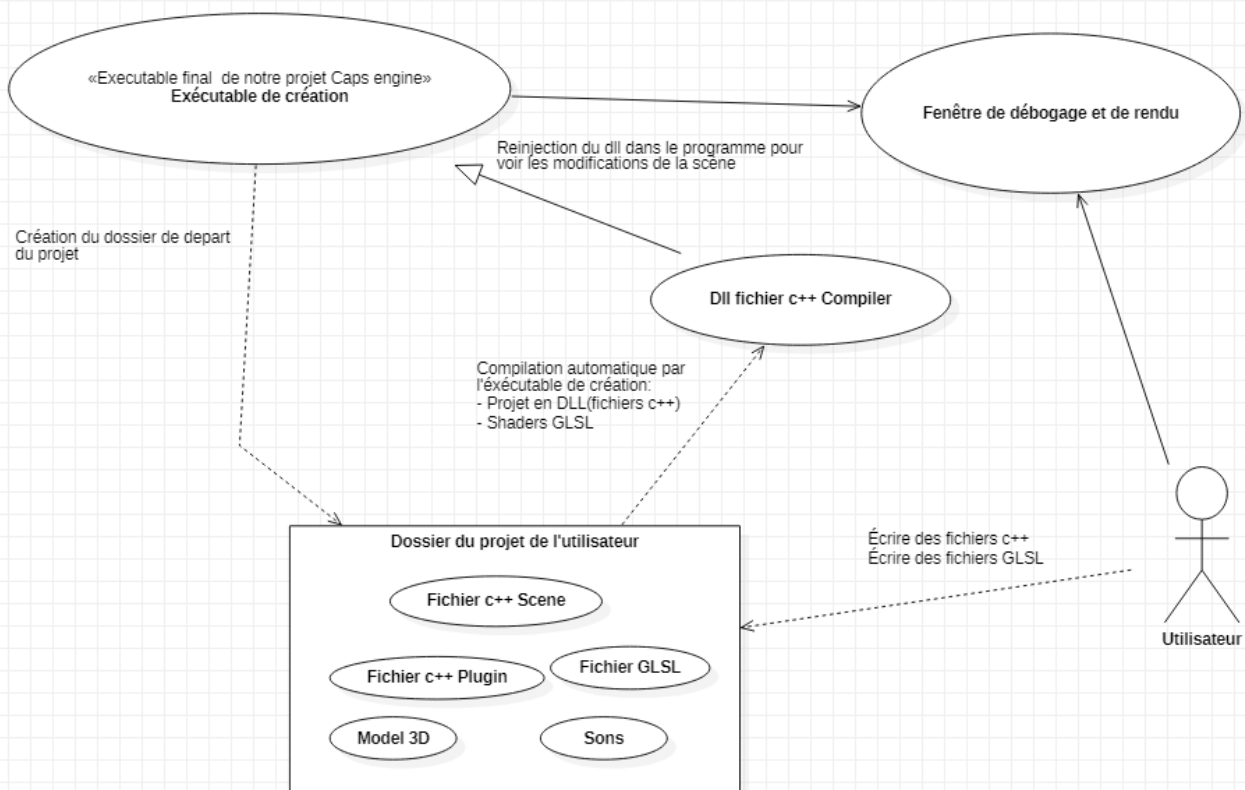 «Executable final  de notre projet Caps engine»
Exécutable de création
Fenêtre de débogage et de rendu
Reinjection du dll dans le programme pour
voir les modifications de la scène
Création du dossier de depart
du projet
Dll fichier c++ Compiler
Compilation automatique par
l'éxécutable de création:
- Projet en DLL(fichiers c++)
- Shaders GLSL
Dossier du projet de l'utilisateur
Écrire des fichiers c++
Écrire des fichiers GLSL
Fichier c++ Scene
Utilisateur
Fichier c++ Plugin
Fichier GLSL
Model 3D
Sons